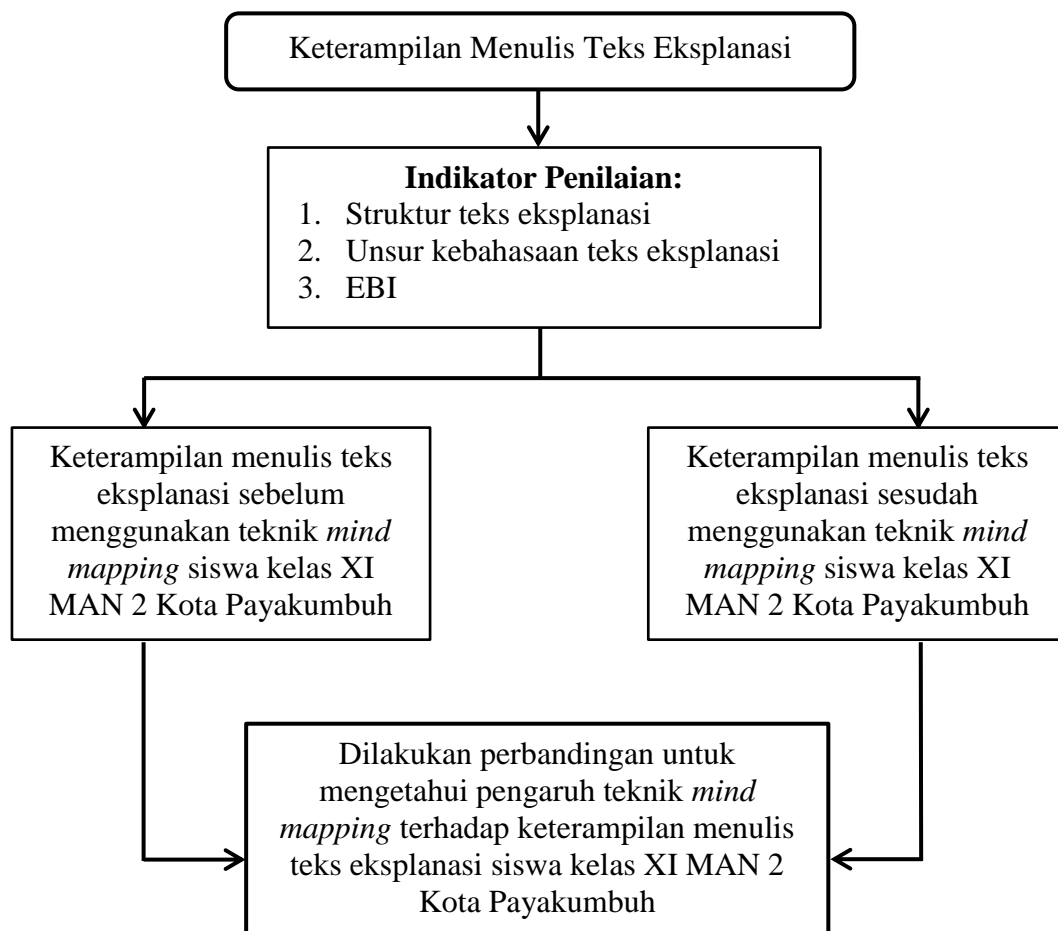 Keterampilan Menulis Teks Eksplanasi
Indikator Penilaian:
1. Struktur teks eksplanasi
2. Unsur kebahasaan teks eksplanasi
3. EBI
Keterampilan menulis teks
eksplanasi sebelum
menggunakan teknik mind
mapping siswa kelas XI
MAN 2 Kota Payakumbuh
Keterampilan menulis teks
eksplanasi sesudah
menggunakan teknik mind
mapping siswa kelas XI
MAN 2 Kota Payakumbuh
Dilakukan perbandingan untuk
mengetahui pengaruh teknik mind
mapping terhadap keterampilan menulis
teks eksplanasi siswa kelas XI MAN 2
Kota Payakumbuh